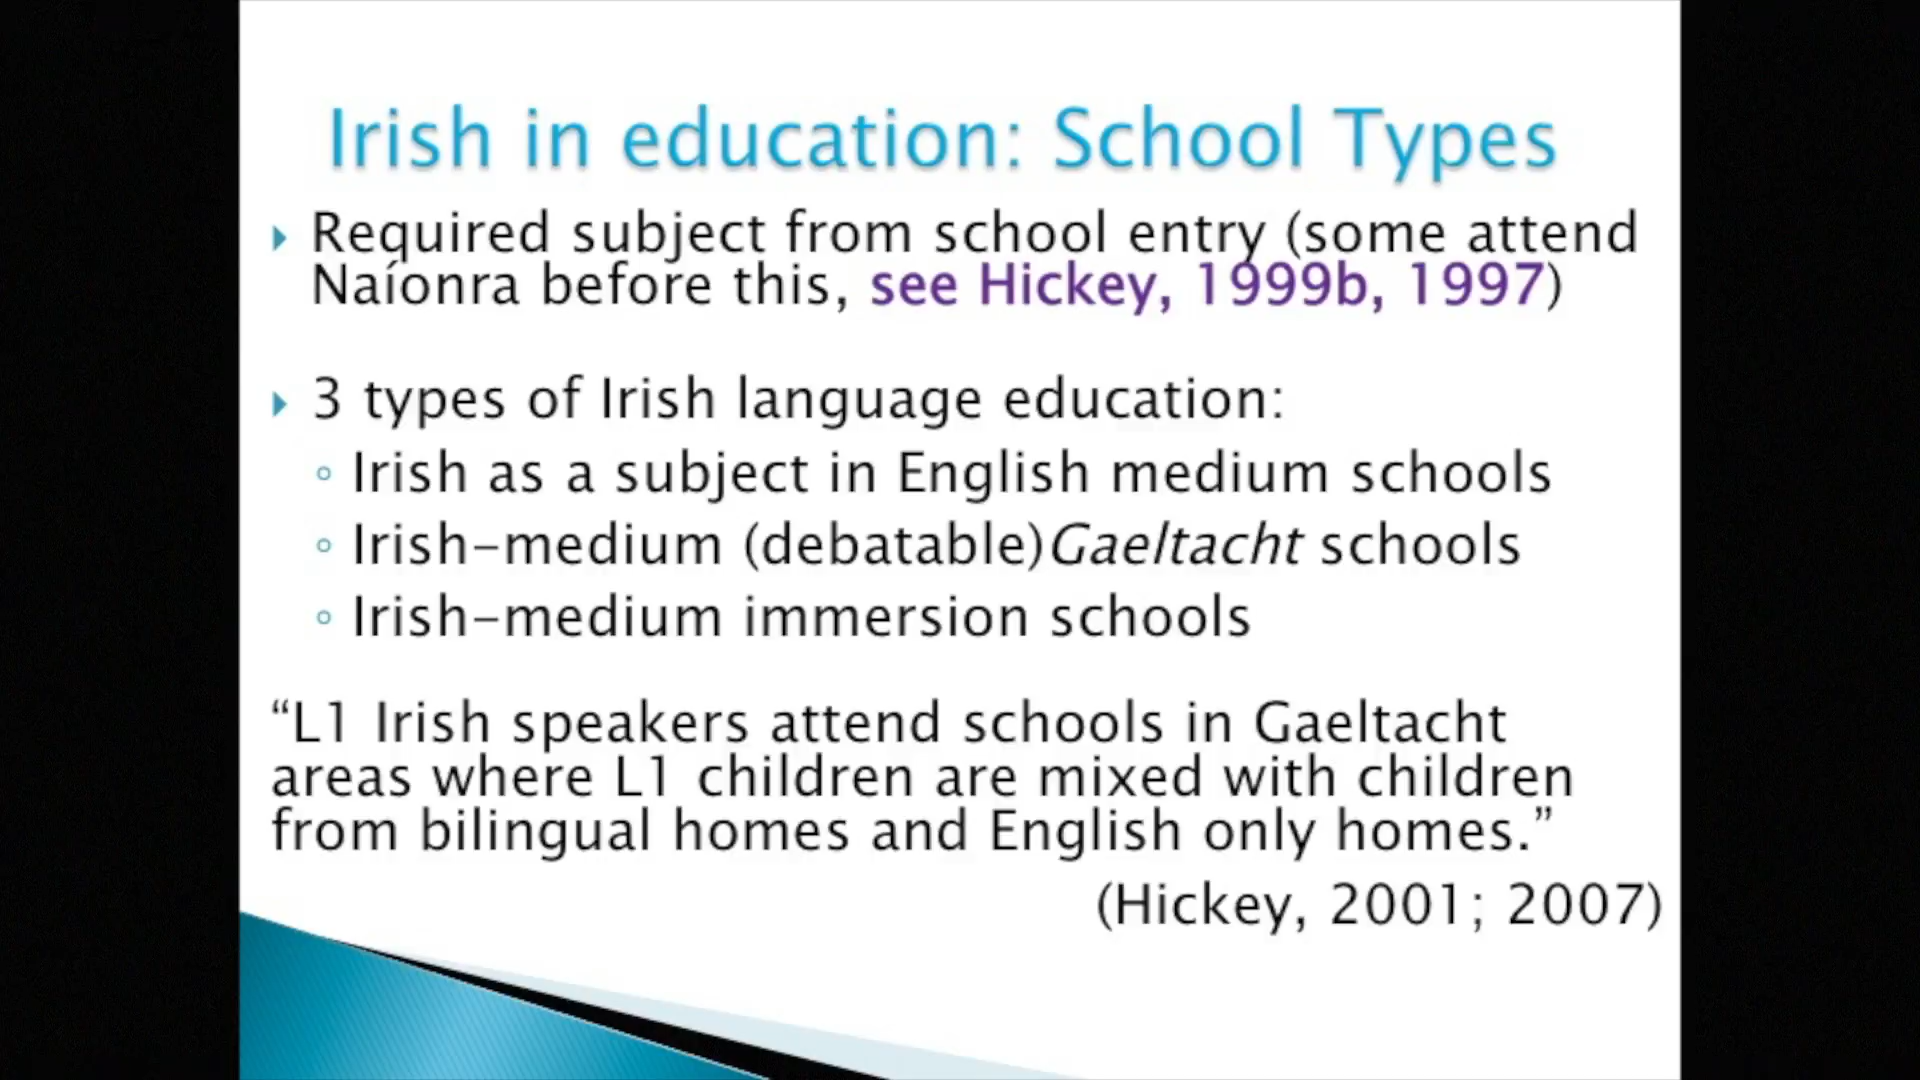 Irish in education: School Types
Required subject from school entry (some attend
Naíonra before this, see Hickey, 1999b, 1997)
3 types of Irish language education:
Irish as a subject in English medium schools
Irish-medium (debatable)Gaeltacht schools
Irish-medium immersion schools
“L1 Irish speakers attend schools in Gaeltacht
areas where L1 children are mixed with children
from bilingual homes and English only homes.”
(Hickey, 2001; 2007)